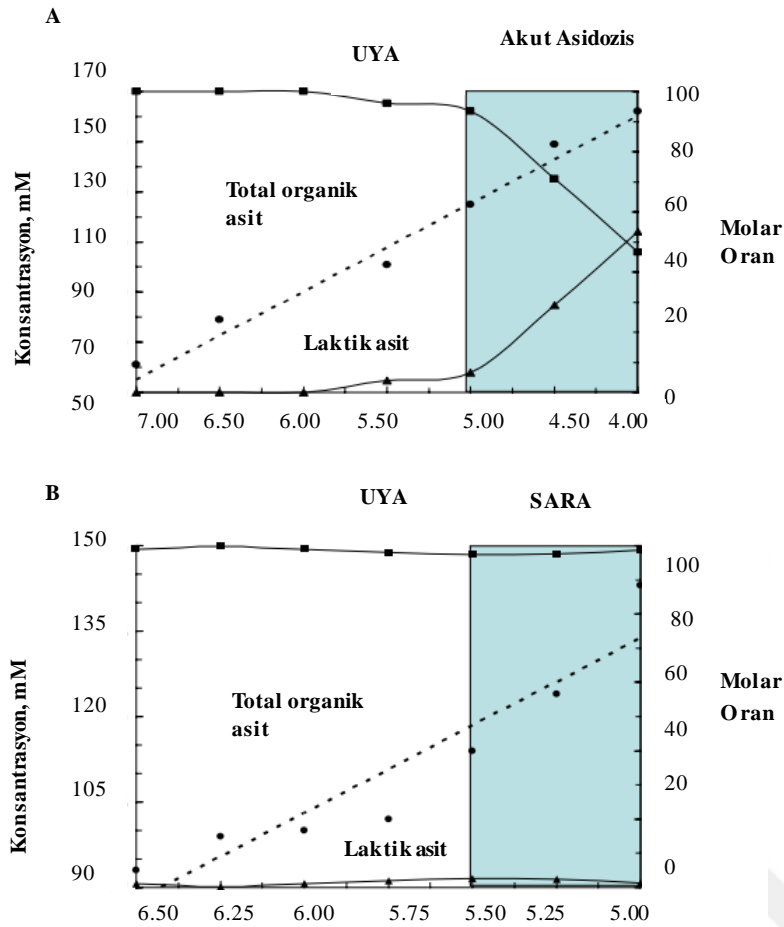 A
UYA
Akut Asidozis
170
150
130
110
90
70
50
Konsantrasyon, mM
Total organik
asit
Laktik asit
100
80
60
40
20
0
Molar
Oran
7.00 6.50 6.00 5.50 5.00 4.50 4.00
B
UYA
SARA
150
135
120
105
90
Konsantrasyon, mM
Total organik
asit
Laktik asit
100
80
60
40
20
0
Molar
Oran
6.50 6.25 6.00 5.75 5.50 5.25 5.00